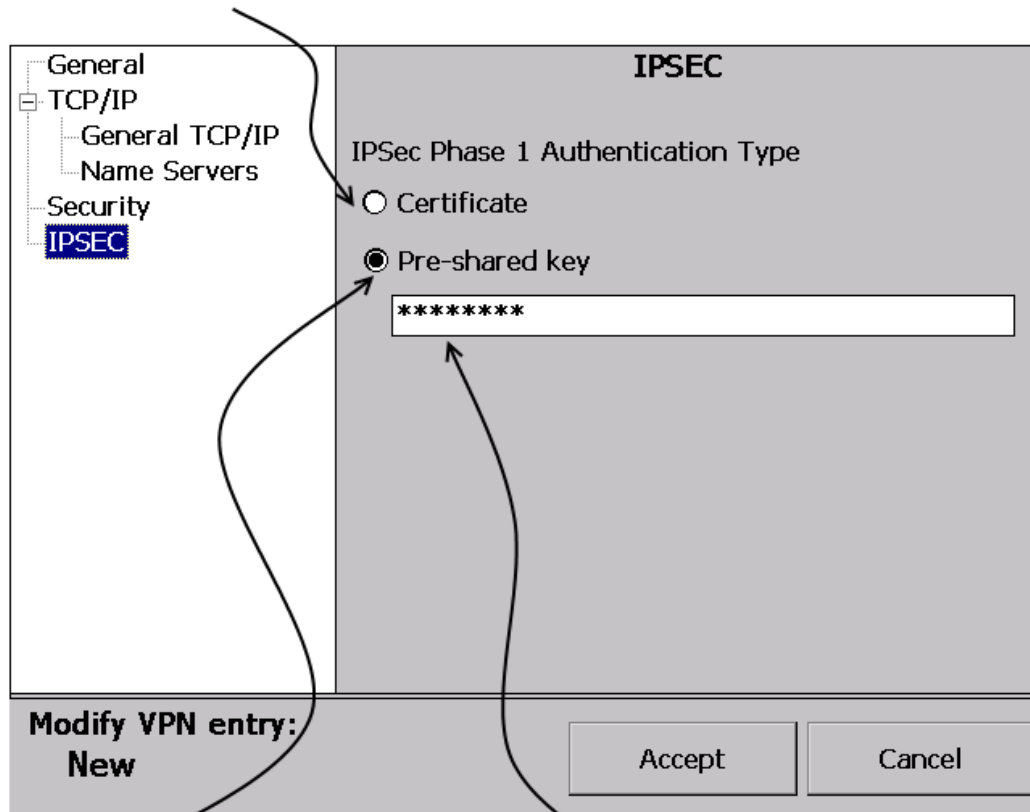 General
TCP/IP
General TCP/IP
Name Servers
Security
IPSEC
IPSEC
IPSec Phase 1 Authentication Type
Certificate
Pre-shared key
********
Modify VPN entry:
New
Accept
Cancel